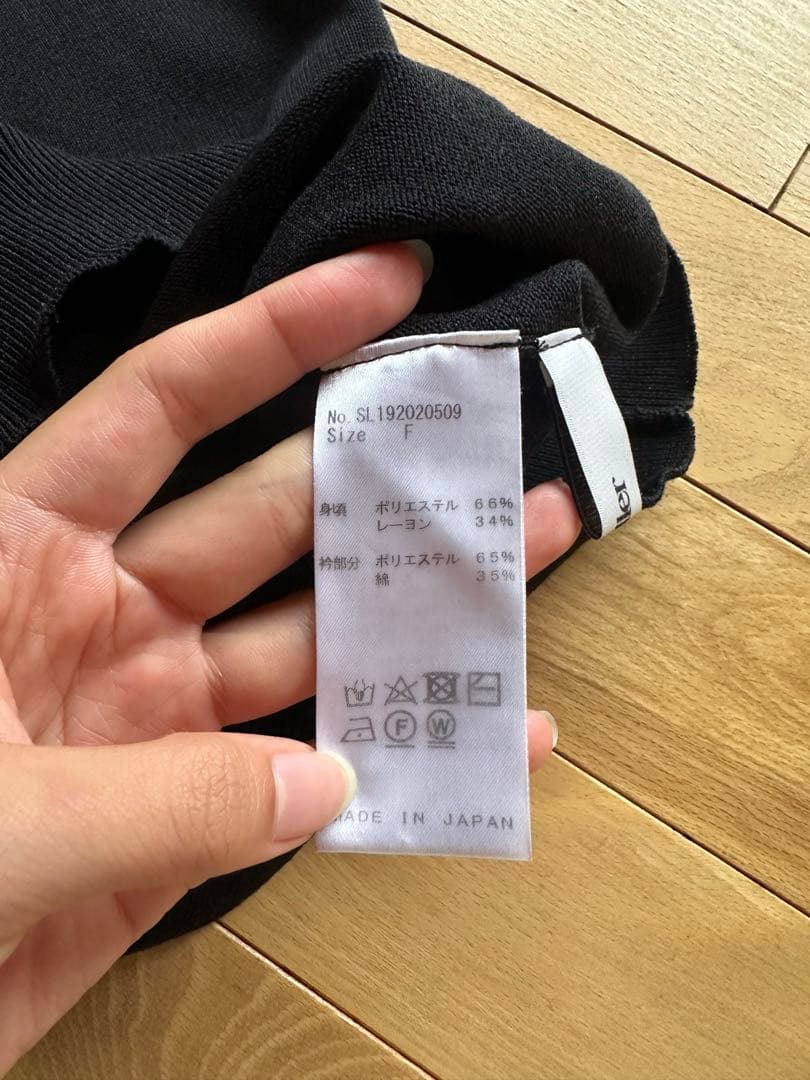 No. SL192020509
Size F
身頃 ポリエステル 66%
レーヨン 34%
衿部分 ポリエステル 65%
綿 35%
F W
MADE IN JAPAN